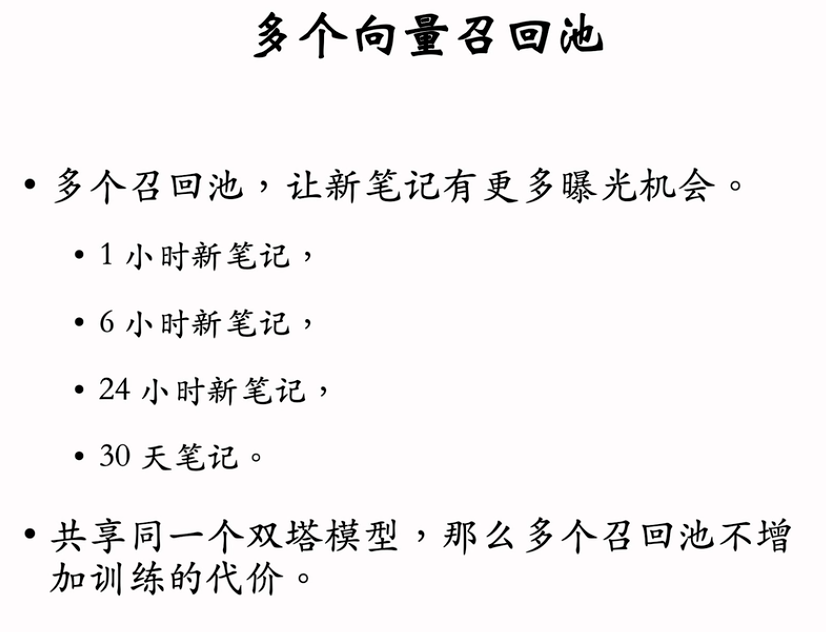 多个向量召回池
• 多个召回池，让新笔记有更多曝光机会。
• 1 小时新笔记，
• 6 小时新笔记，
• 24 小时新笔记，
• 30 天笔记。
• 共享同一个双塔模型，那么多个召回池不增
加训练的代价。